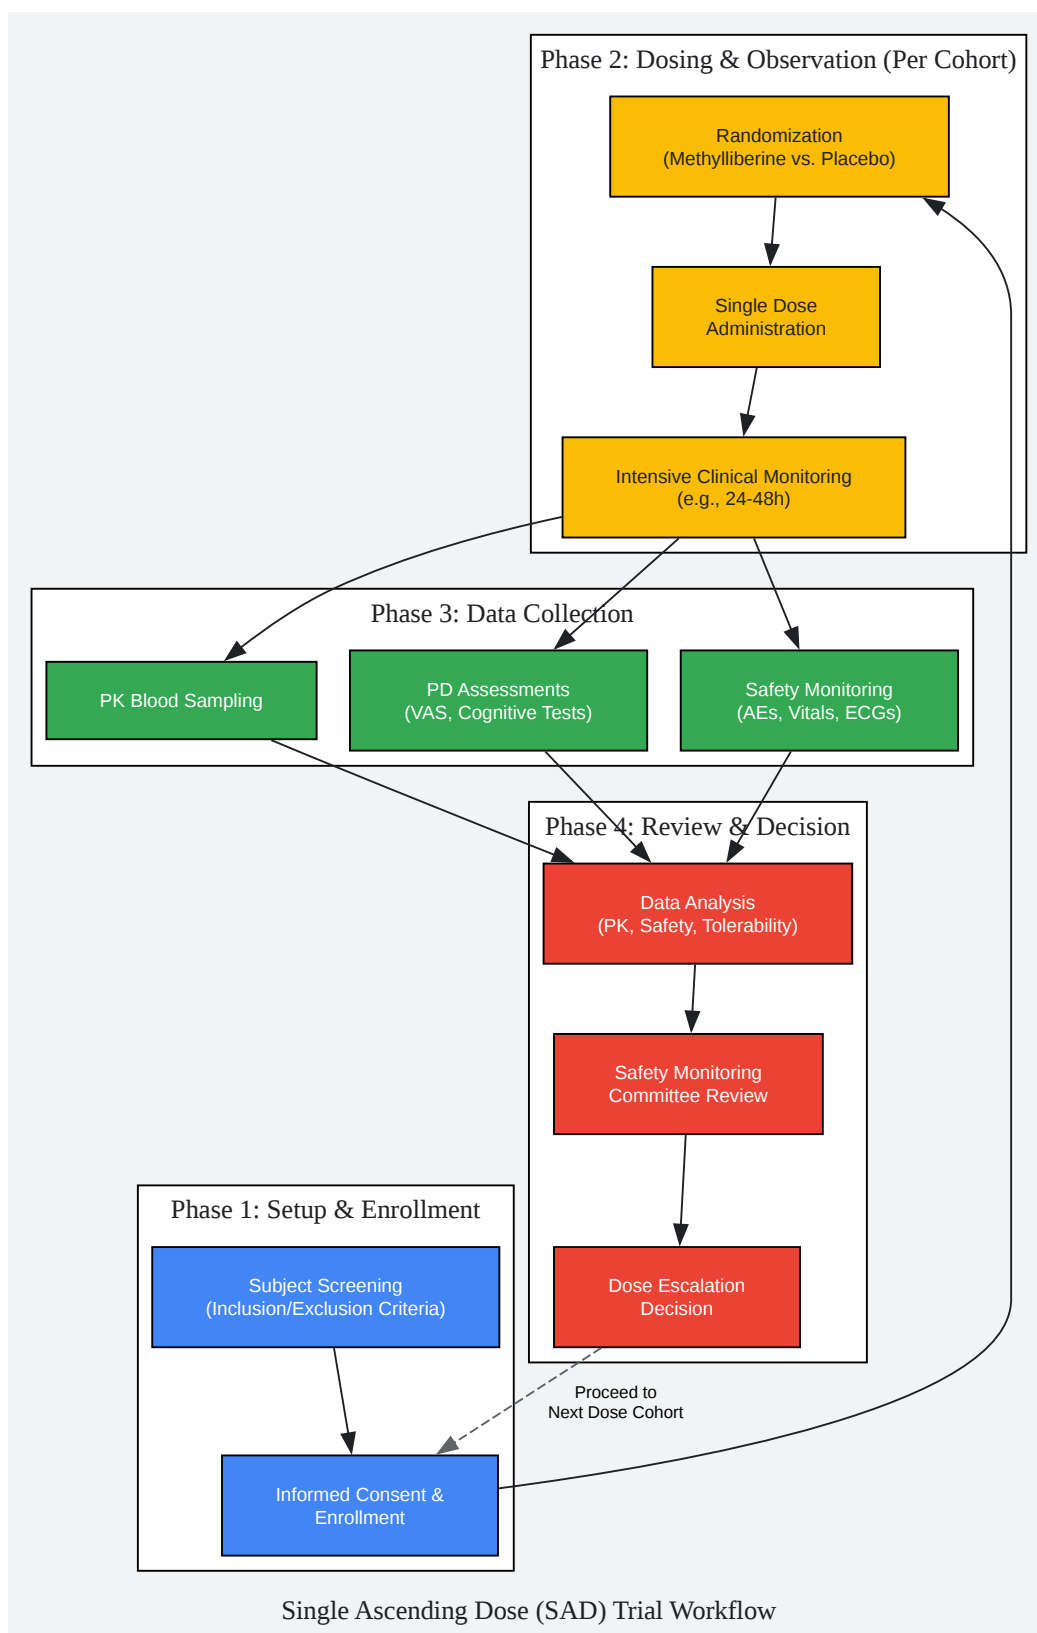 Phase 2: Dosing & Observation (Per Cohort)
Randomization
(Methylliberine vs. Placebo)
Single Dose
Administration
Intensive Clinical Monitoring
(e.g., 24-48h)
Phase 3: Data Collection
PK Blood Sampling
PD Assessments
(VAS, Cognitive Tests)
Safety Monitoring
(AEs, Vitals, ECGs)
Phase 4: Review & Decision
Data Analysis
(PK, Safety, Tolerability)
Safety Monitoring
Committee Review
Dose Escalation
Decision
Proceed to
Next Dose Cohort
Phase 1: Setup & Enrollment
Subject Screening
(Inclusion/Exclusion Criteria)
Informed Consent &
Enrollment
Single Ascending Dose (SAD) Trial Workflow